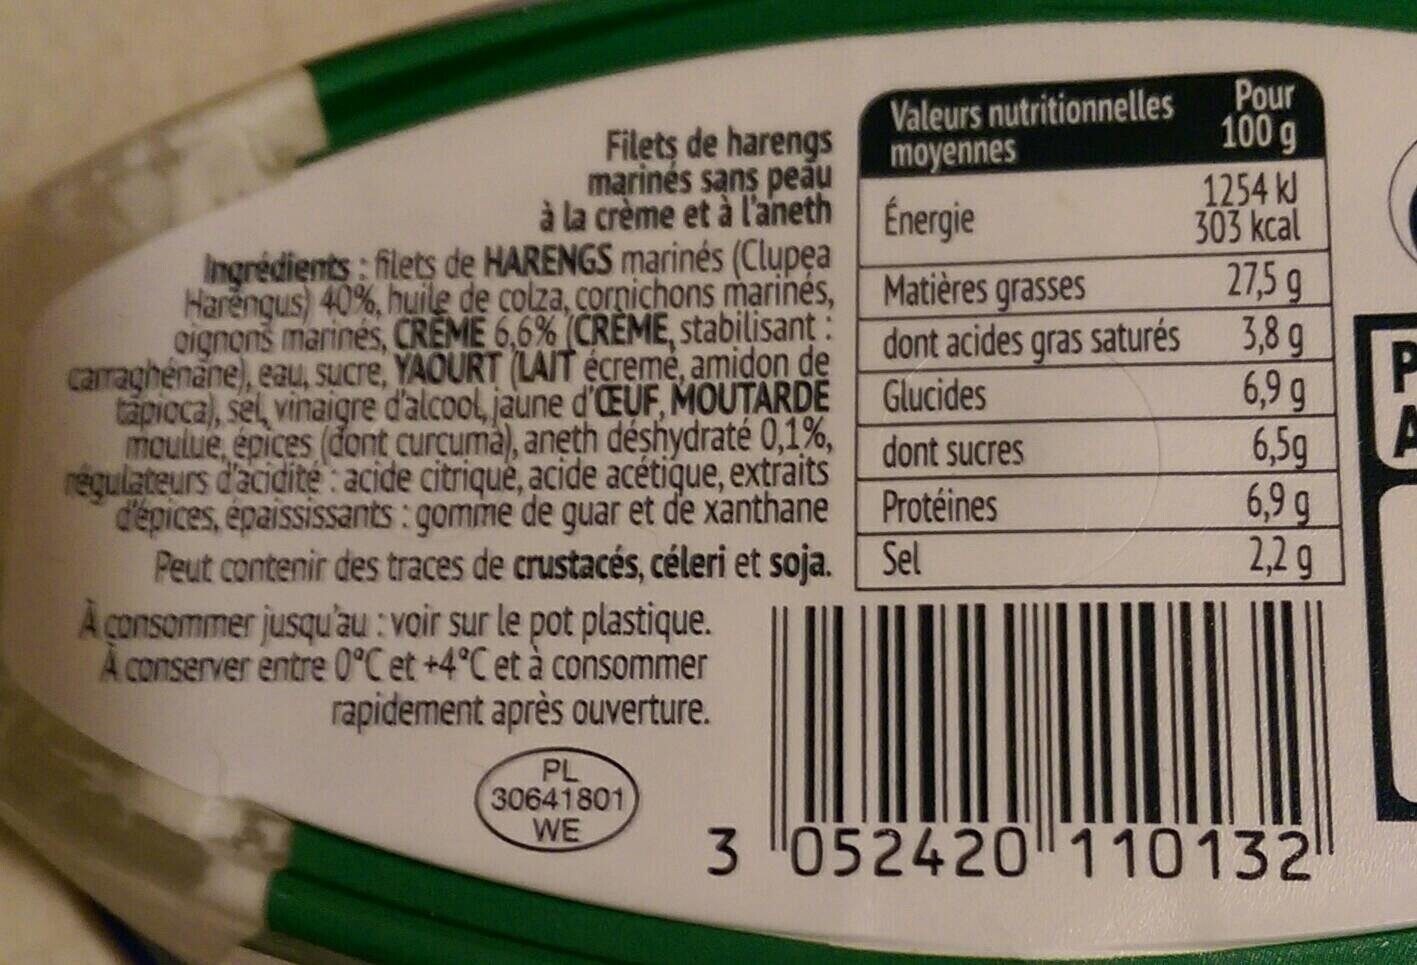 Filets de harengs
marinés sans peau
à la crème et à l'aneth
Ingrédients : filets de HARENGS marinés (Clupea
Harengus) 40%, huile de colza, cornichons marinés,
oignons marinés, CRÈME 6,6% (CRÈME, stabilisant :
carraghénane), eau, sucre, YAOURT (LAIT écremé, amidon de
tapioca), sel, vinaigre d'alcool, jaune d'ŒUF, MOUTARDE
moulue, épices (dont curcuma), aneth déshydraté 0,1%,
régulateurs d'acidité : acide citrique, acide acétique, extraits
d'épices, épaississants : gomme de guar et de xanthane
Peut contenir des traces de crustacés, céleri et soja.
À consommer jusqu'au : voir sur le pot plastique.
À conserver entre 0°C et +4°C et à consommer
rapidement après ouverture.
PL
30641801
WE
Valeurs nutritionnelles moyennes Pour 100 g
Énergie 1254 kJ 303 kcal
Matières grasses 27,5 g
dont acides gras saturés 3,8 g
Glucides 6,9 g
dont sucres 6,5g
Protéines 6,9 g
Sel 2,2 g
3 052420 110132
P
A